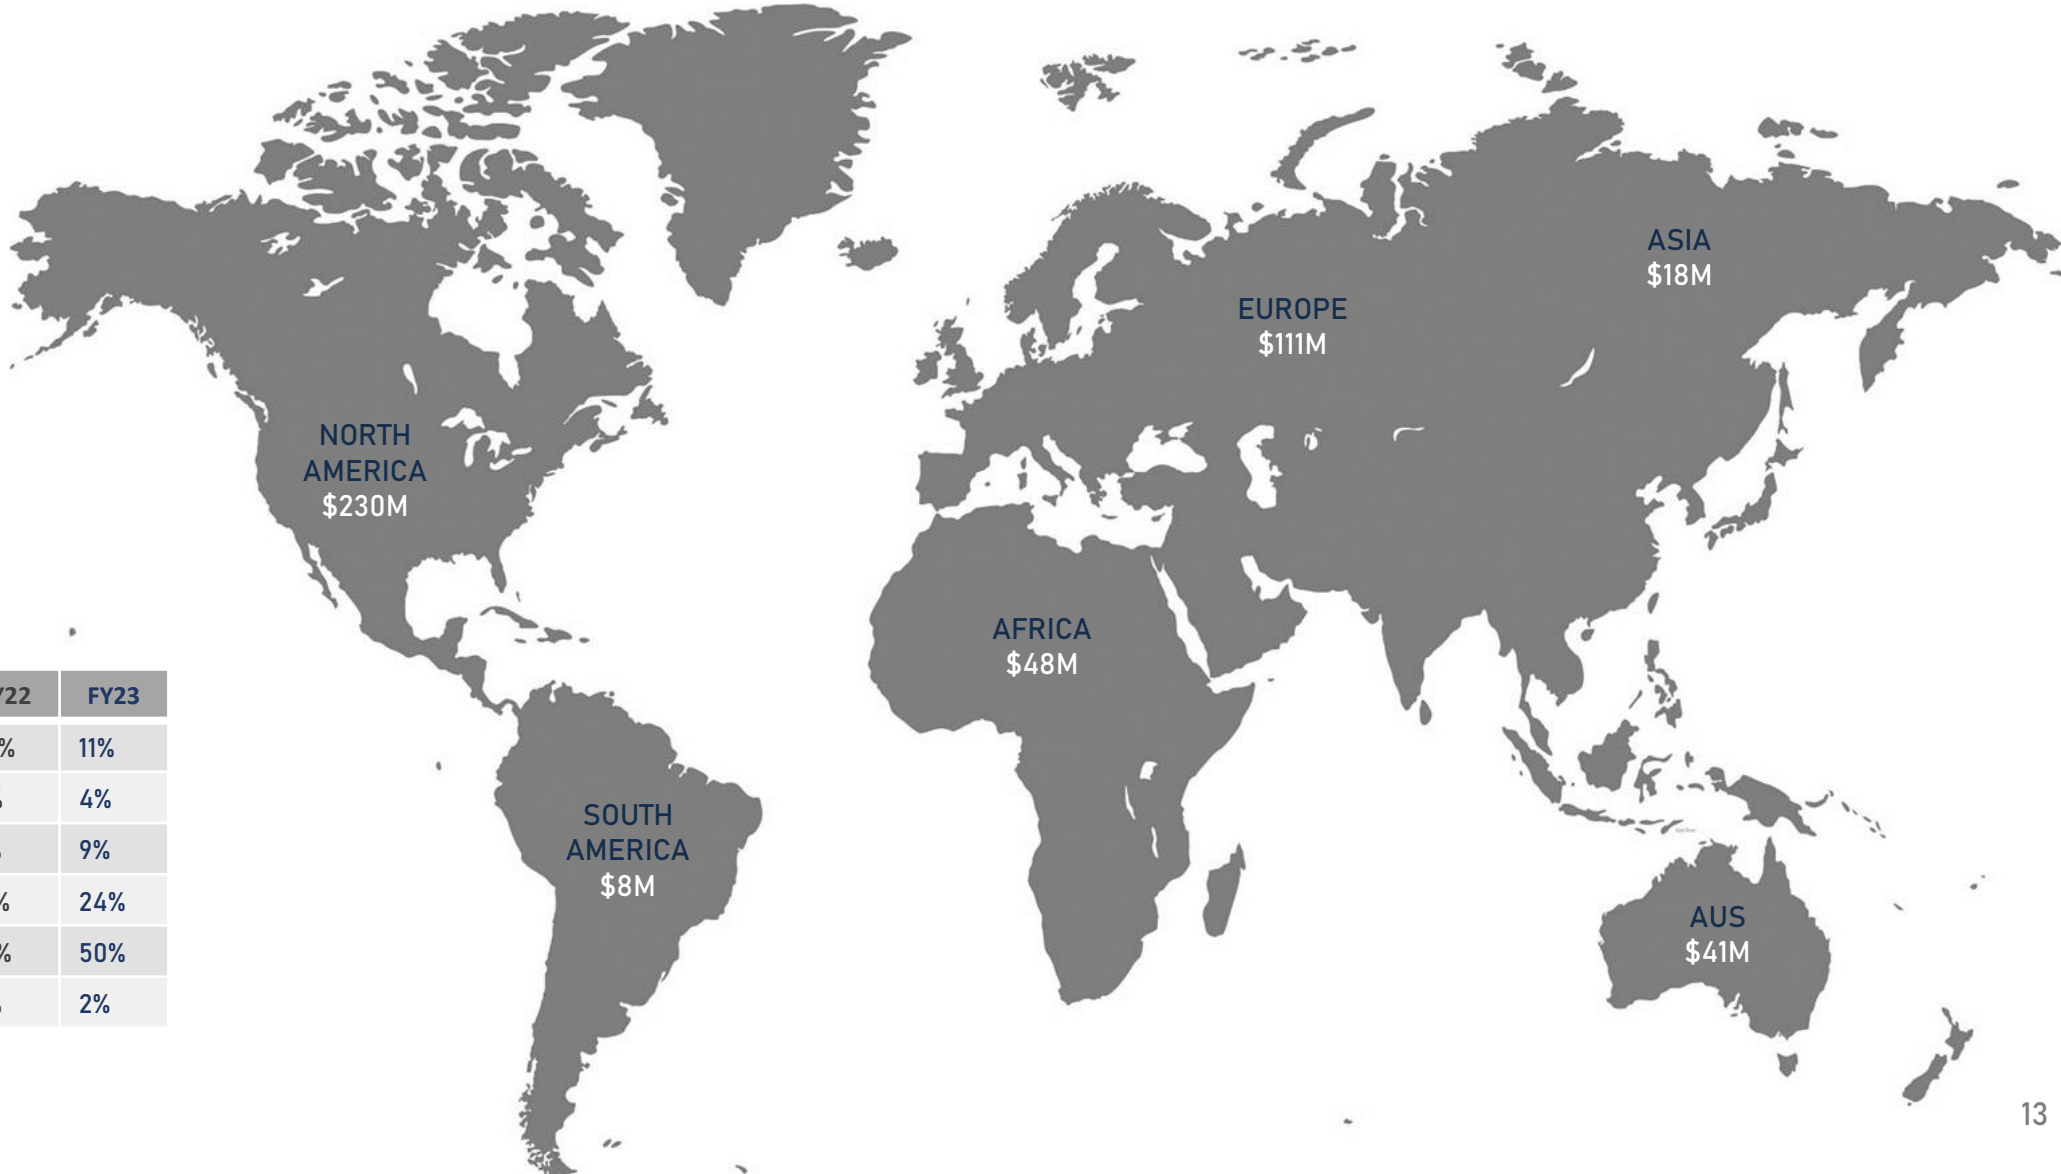 ASIA
$18M
EUROPE
$111M
NORTH
AMERICA
$230M
AFRICA
$48M
SOUTH
AMERICA
$8M
AUS
$41M
Y22 FY23
% 11%
% 4%
9%
% 24%
% 50%
2%
13